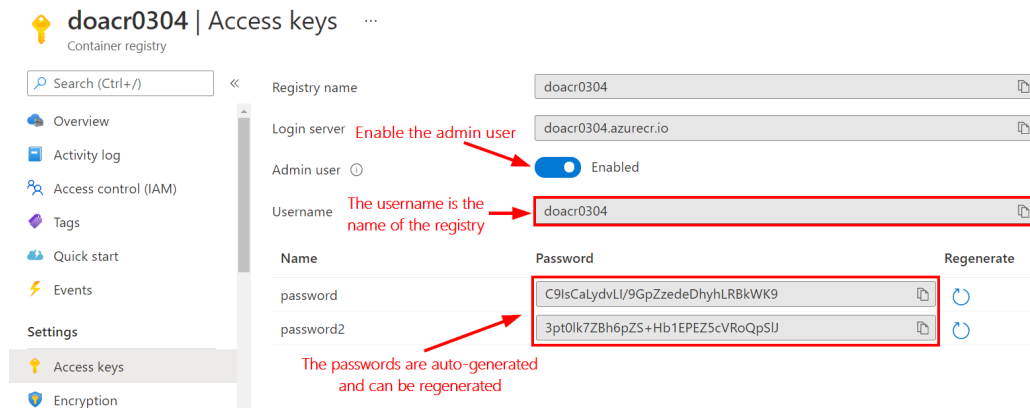 doacr0304 | Access keys ...
Container registry
Search (Ctrl+/)
«
Overview
Activity log
Access control (IAM)
Tags
Quick start
Events
Settings
Access keys
Encryption
Registry name
doacr0304
Login server
doacr0304.azurecr.io
Enable the admin user
Admin user
Enabled
Username
doacr0304
The username is the
name of the registry
Name Password Regenerate
password C9IsCaLydvLI/9GpZzedeDhyhLRBkWK9
password2 3pt0lk7ZBh6pZS+Hb1EPEZ5cVRoQpSlJ
The passwords are auto-generated
and can be regenerated